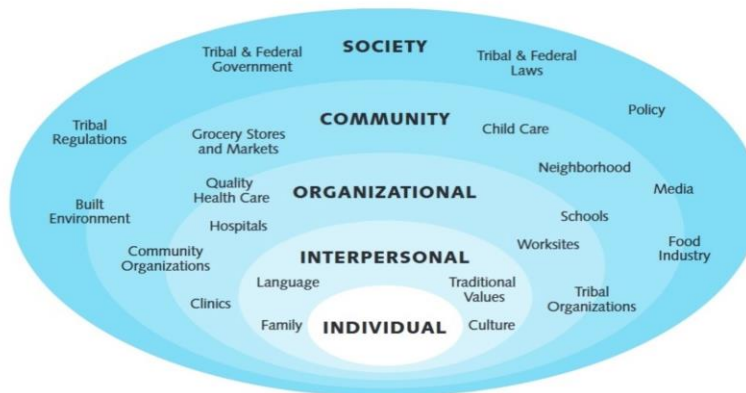 SOCIETY
Tribal & Federal
Government
Tribal & Federal
Laws
Policy
Tribal
Regulations
COMMUNITY
Grocery Stores
and Markets
Child Care
Neighborhood
Media
Quality
Health Care
ORGANIZATIONAL
Built
Environment
Schools
Hospitals
Worksites
Food
Industry
Community
Organizations
INTERPERSONAL
Language
Traditional
Values
Tribal
Organizations
Clinics
Family
INDIVIDUAL
Culture